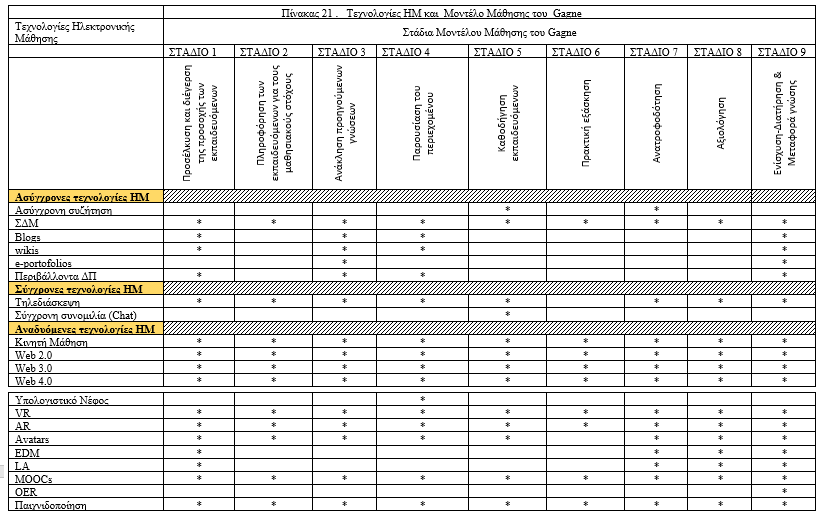 Πίνακας 21 .   Τεχνολογίες ΗΜ και  Μοντέλο Μάθησης του  Gagne
Τεχνολογίες Ηλεκτρονικής Μάθησης
Στάδια Μοντέλου Μάθησης του Gagne
ΣΤΑΔΙΟ 1 ΣΤΑΔΙΟ 2 ΣΤΑΔΙΟ 3 ΣΤΑΔΙΟ 4 ΣΤΑΔΙΟ 5 ΣΤΑΔΙΟ 6 ΣΤΑΔΙΟ 7 ΣΤΑΔΙΟ 8 ΣΤΑΔΙΟ 9
Προσέλκυση και διέγερση
της προσοχής των
εκπαιδευόμενων
Πληροφόρηση των
εκπαιδευόμενων για τους
μαθησιακούς στόχους
Ανάκληση προηγούμενων
γνώσεων
Παρουσίαση του
περιεχομένου
Καθοδήγηση
εκπαιδευόμενων
Πρακτική εξάσκηση
Ανατροφοδότηση
Αξιολόγηση
Ενίσχυση-Διατήρηση &
Μεταφορά γνώσης
Ασύγχρονες τεχνολογίες ΗΜ
Ασύγχρονη συζήτηση * *
ΣΔΜ * * * * * * * * *
Blogs * * * *
wikis * * * *
e-portofolios * *
Περιβάλλοντα ΔΠ * * * *
Σύγχρονες τεχνολογίες ΗΜ
Τηλεδιάσκεψη * * * * * * * *
Σύγχρονη συνομιλία (Chat) *
Αναδυόμενες τεχνολογίες ΗΜ
Κινητή Μάθηση * * * * * * * * *
Web 2.0 * * * * * * * * *
Web 3.0 * * * * * * * * *
Web 4.0 * * * * * * * * *
Υπολογιστικό Νέφος *
VR * * * * * * * * *
AR * * * * * * * * *
Avatars * * * * * * * *
EDM * * * *
LA * * * *
MOOCs * * * * * * * * *
OER *
Παιχνιδοποίηση * * * * * * * * *